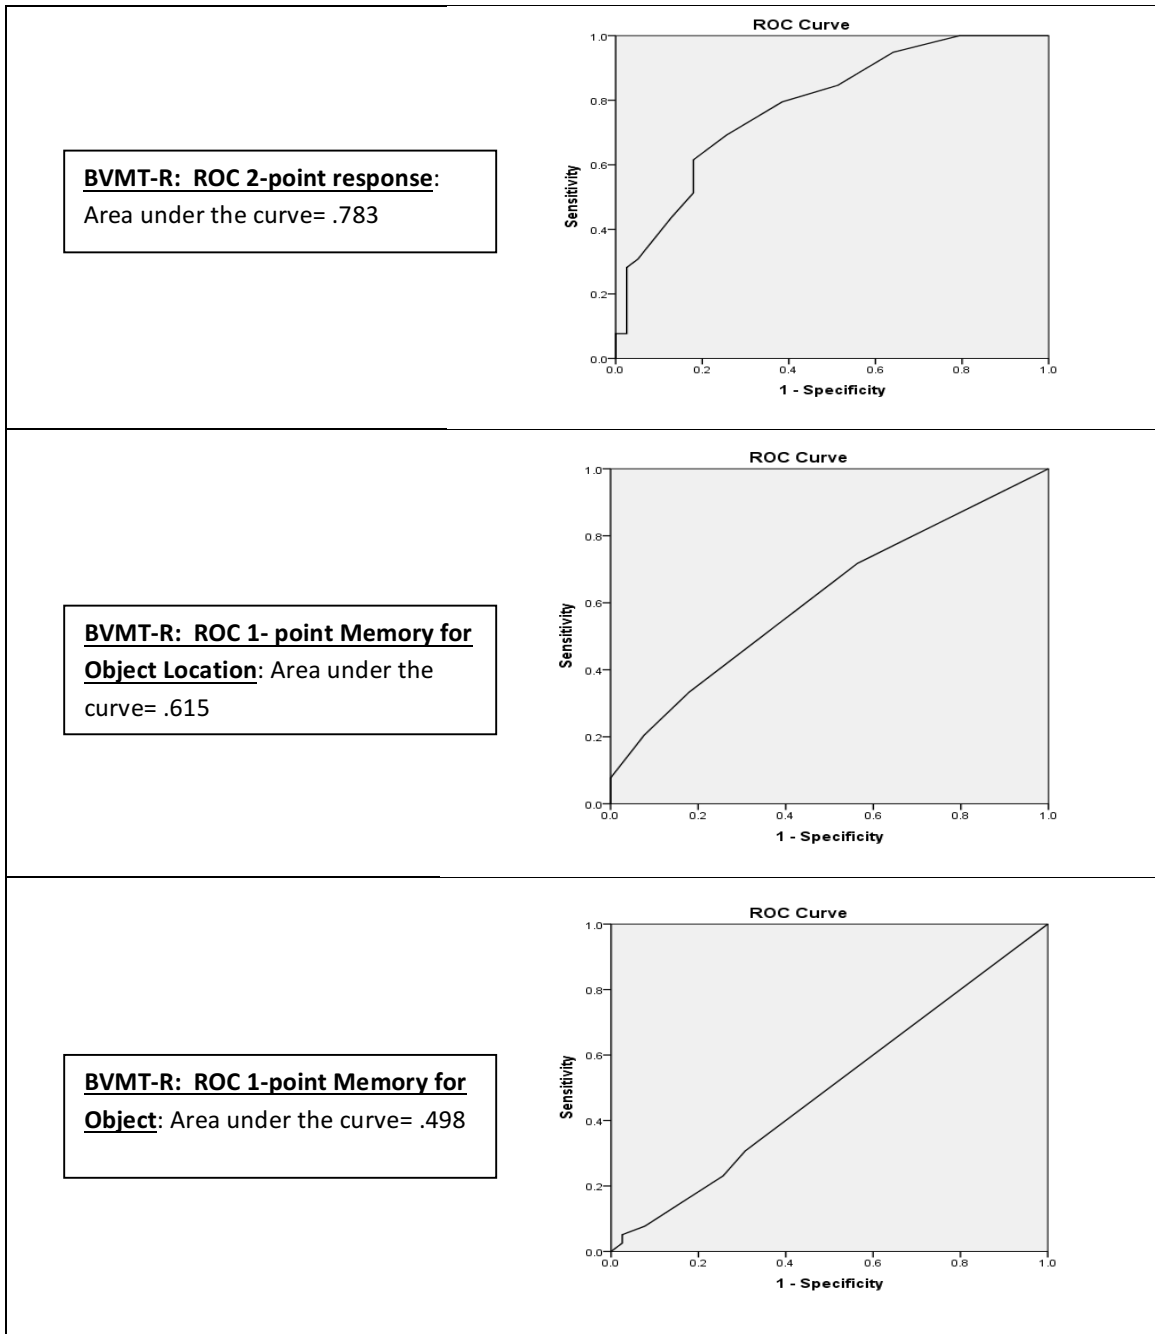 BVMT-R: ROC 2-point response:
Area under the curve= .783
ROC Curve
Sensitivity
1.0
0.8
0.6
0.4
0.2
0.0
0.0 0.2 0.4 0.6 0.8 1.0
1 - Specificity
BVMT-R: ROC 1- point Memory for
Object Location: Area under the
curve= .615
ROC Curve
Sensitivity
1.0
0.8
0.6
0.4
0.2
0.0
0.0 0.2 0.4 0.6 0.8 1.0
1 - Specificity
BVMT-R: ROC 1-point Memory for
Object: Area under the curve= .498
ROC Curve
Sensitivity
1.0
0.8
0.6
0.4
0.2
0.0
0.0 0.2 0.4 0.6 0.8 1.0
1 - Specificity